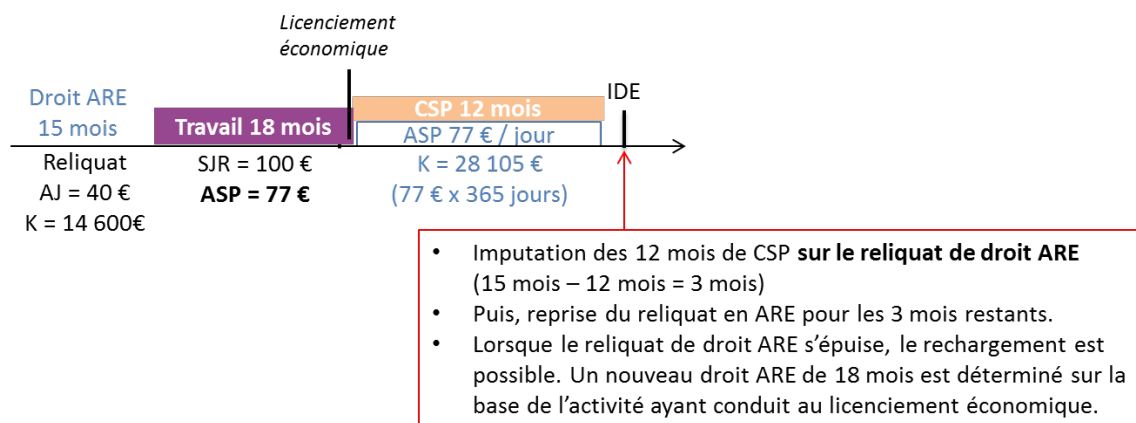 Licenciement
économique
IDE
Droit ARE
15 mois
Travail 18 mois
CSP 12 mois
ASP 77 € / jour
Reliquat
AJ = 40 €
K = 14 600€
SJR = 100 €
ASP = 77 €
K = 28 105 €
(77 € x 365 jours)
• Imputation des 12 mois de CSP sur le reliquat de droit ARE
(15 mois – 12 mois = 3 mois)
• Puis, reprise du reliquat en ARE pour les 3 mois restants.
• Lorsque le reliquat de droit ARE s’épuise, le rechargement est
possible. Un nouveau droit ARE de 18 mois est déterminé sur la
base de l’activité ayant conduit au licenciement économique.